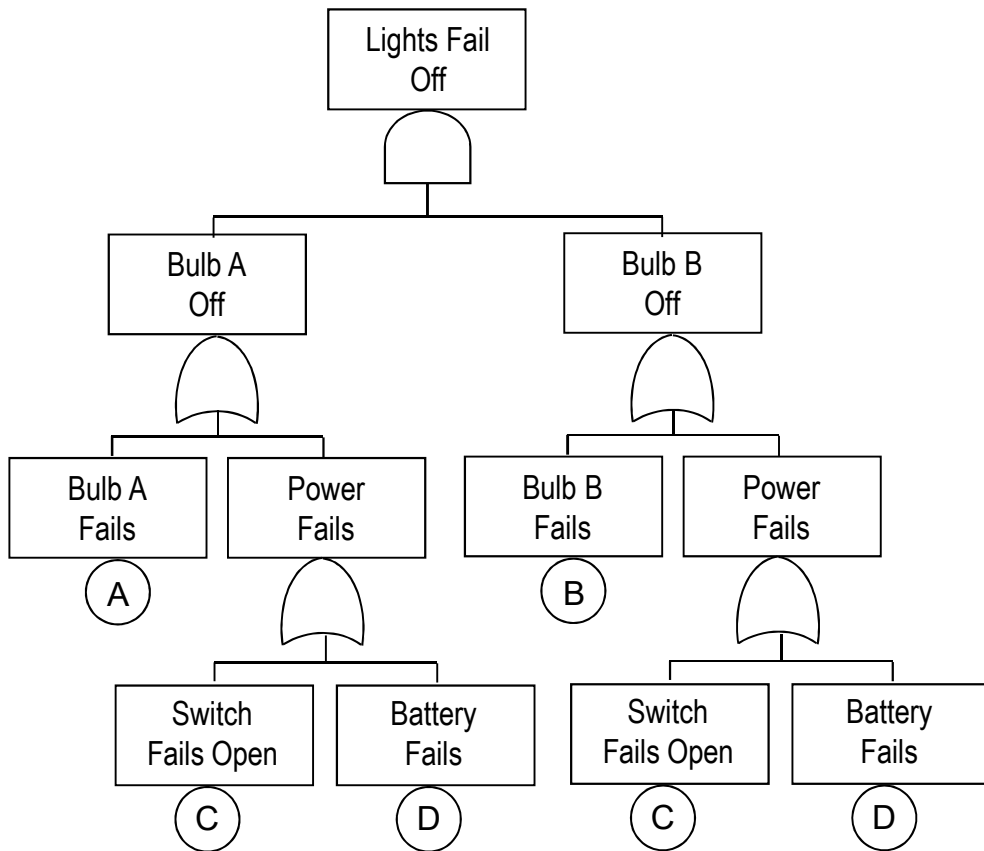 Lights Fail
Off
Bulb A
Off
Bulb B
Off
Bulb A
Fails
Power
Fails
Bulb B
Fails
Power
Fails
A
B
Switch
Fails Open
Battery
Fails
Switch
Fails Open
Battery
Fails
C
D
C
D